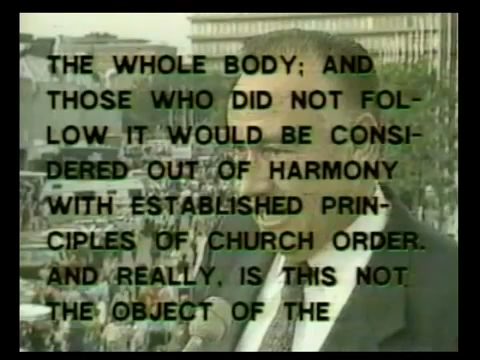 THE WHOLE BODY; AND
THOSE WHO DID NOT FOL-
LOW IT WOULD BE CONSI-
DERED OUT OF HARMONY
WITH ESTABLISHED PRIN-
CIPLES OF CHURCH ORDER.
AND REALLY, IS THIS NOT
THE OBJECT OF THE